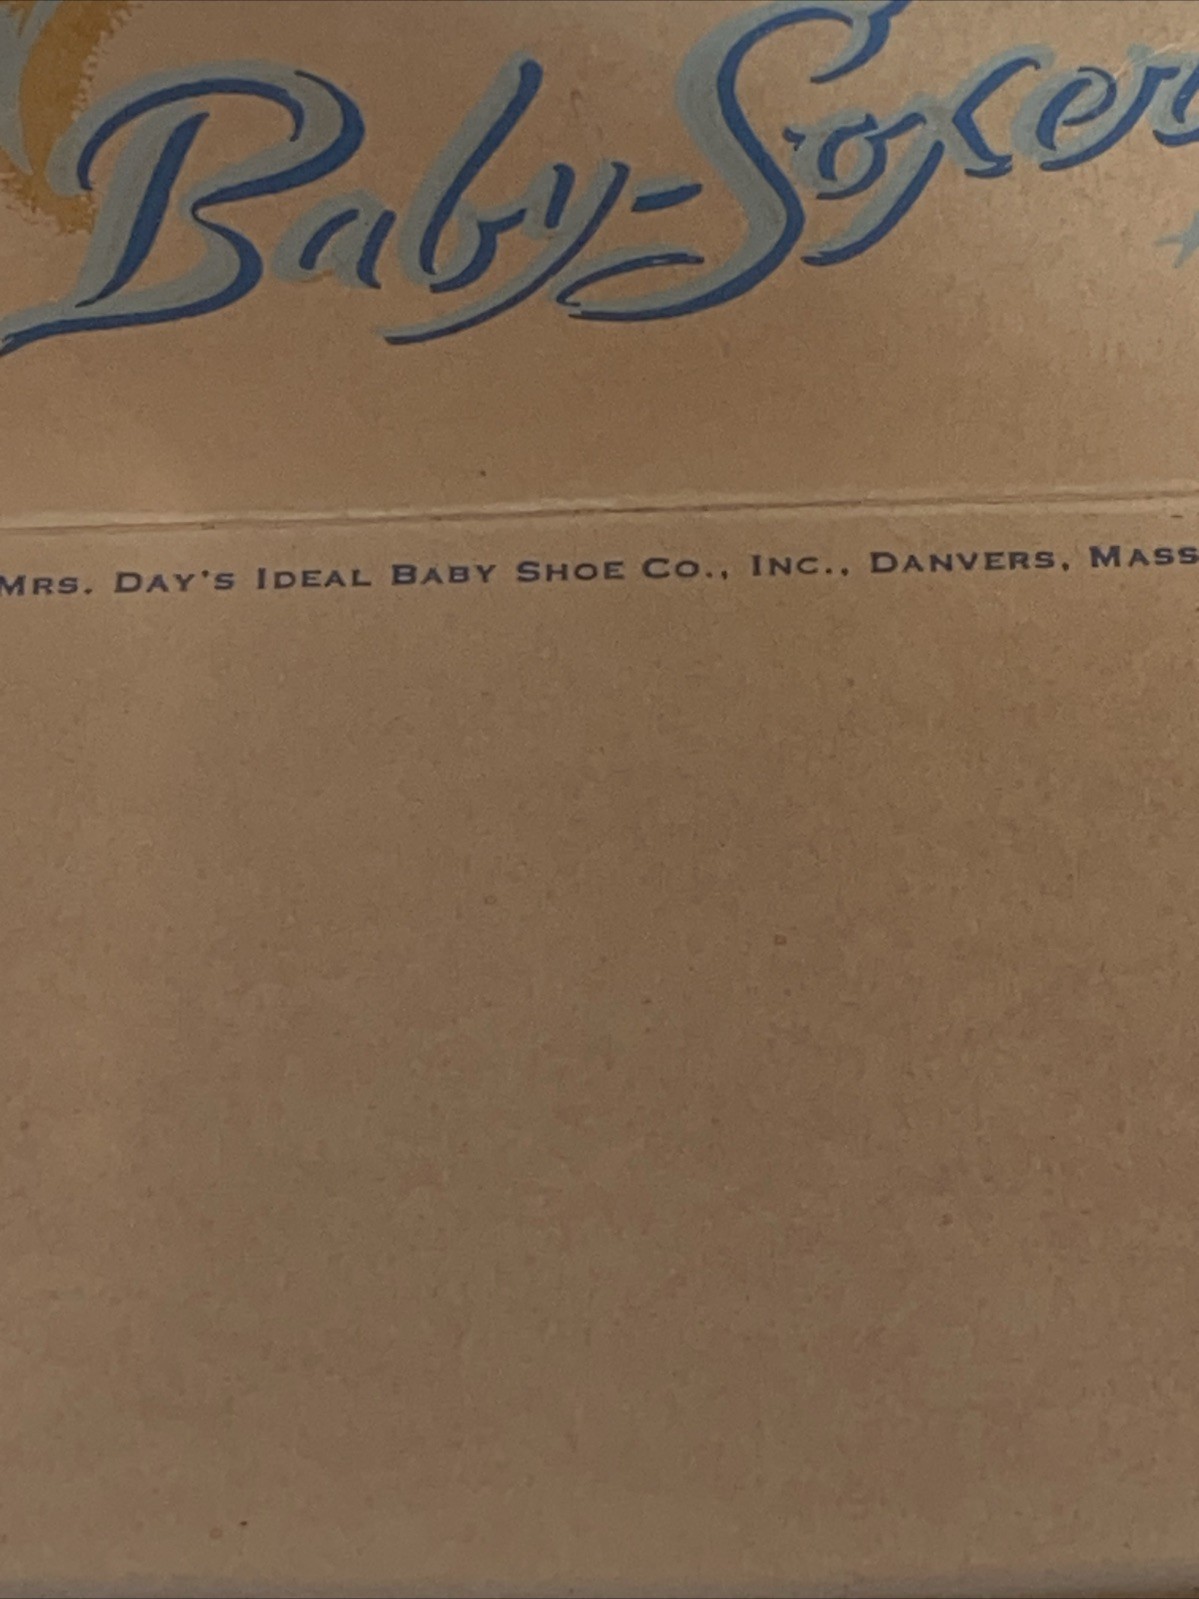 Baby-Soxer
MRS. DAY'S IDEAL BABY SHOE CO., INC., DANVERS, MASS